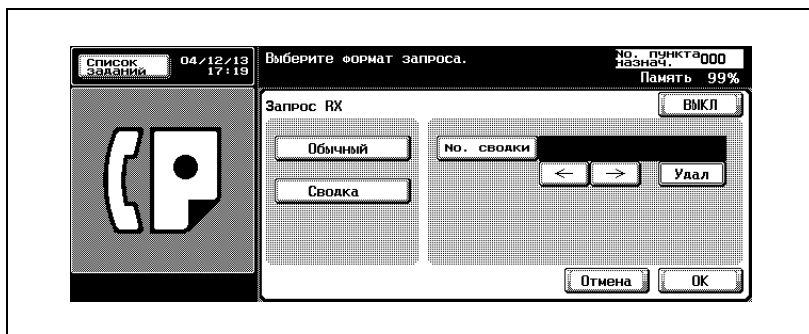 Список заданий
04/12/13
17:19
Выберите формат запроса.
No. пункта назнач. 000
Память 99%
Запрос RX
ВЫКЛ
Обычный
No. сводки
← →
Удал
Сводка
Отмена
OK